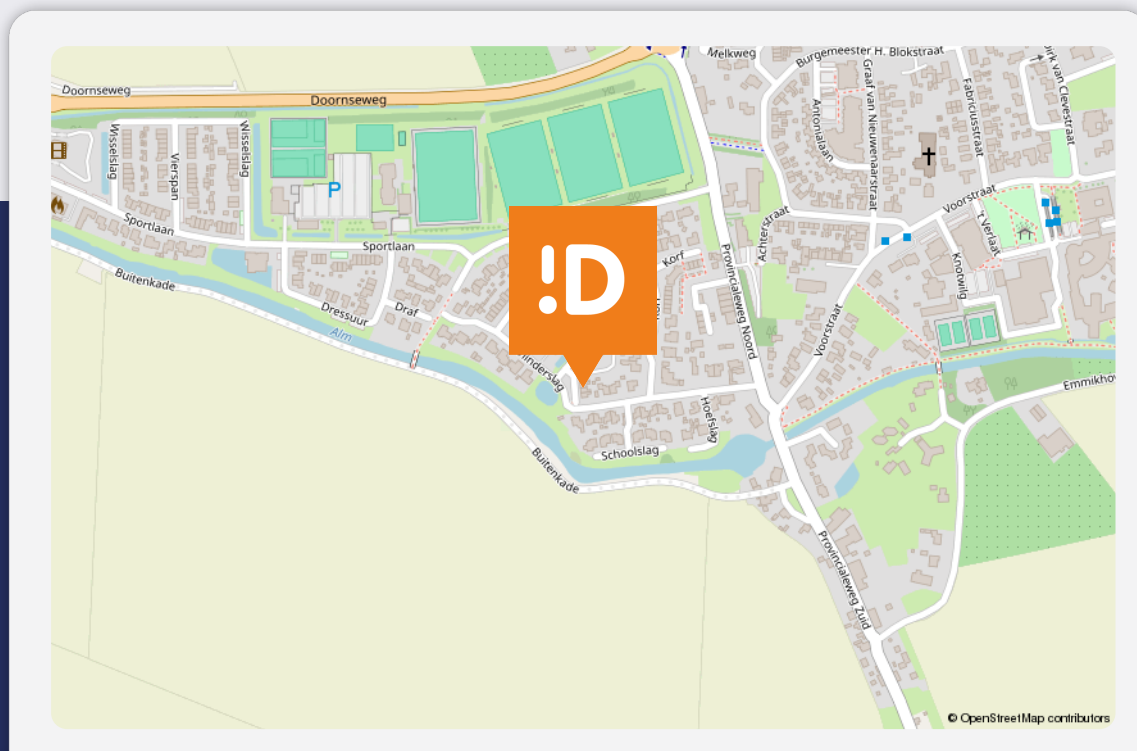 Melkweg
Burgemeester H. Blokstraat
Doornseweg
Doornseweg
Wisselslag
Vierspan
Wisselslag
P
Antonialaan
Graaf van Nieuwenaarstraat
Fabriciusstraat
Dirk van Clevestraat
Voorstraat
't Verlaat
Achterstraat
Knotwilg
Sportlaan
Sportlaan
Korf
!D
Provincialeweg Noord
Buitenkade
Dressuur
Draf
Alm
Voorstraat
Hoefslag
Schoolslag
Buitenkade
Provincialeweg Zuid
© OpenStreetMap contributors